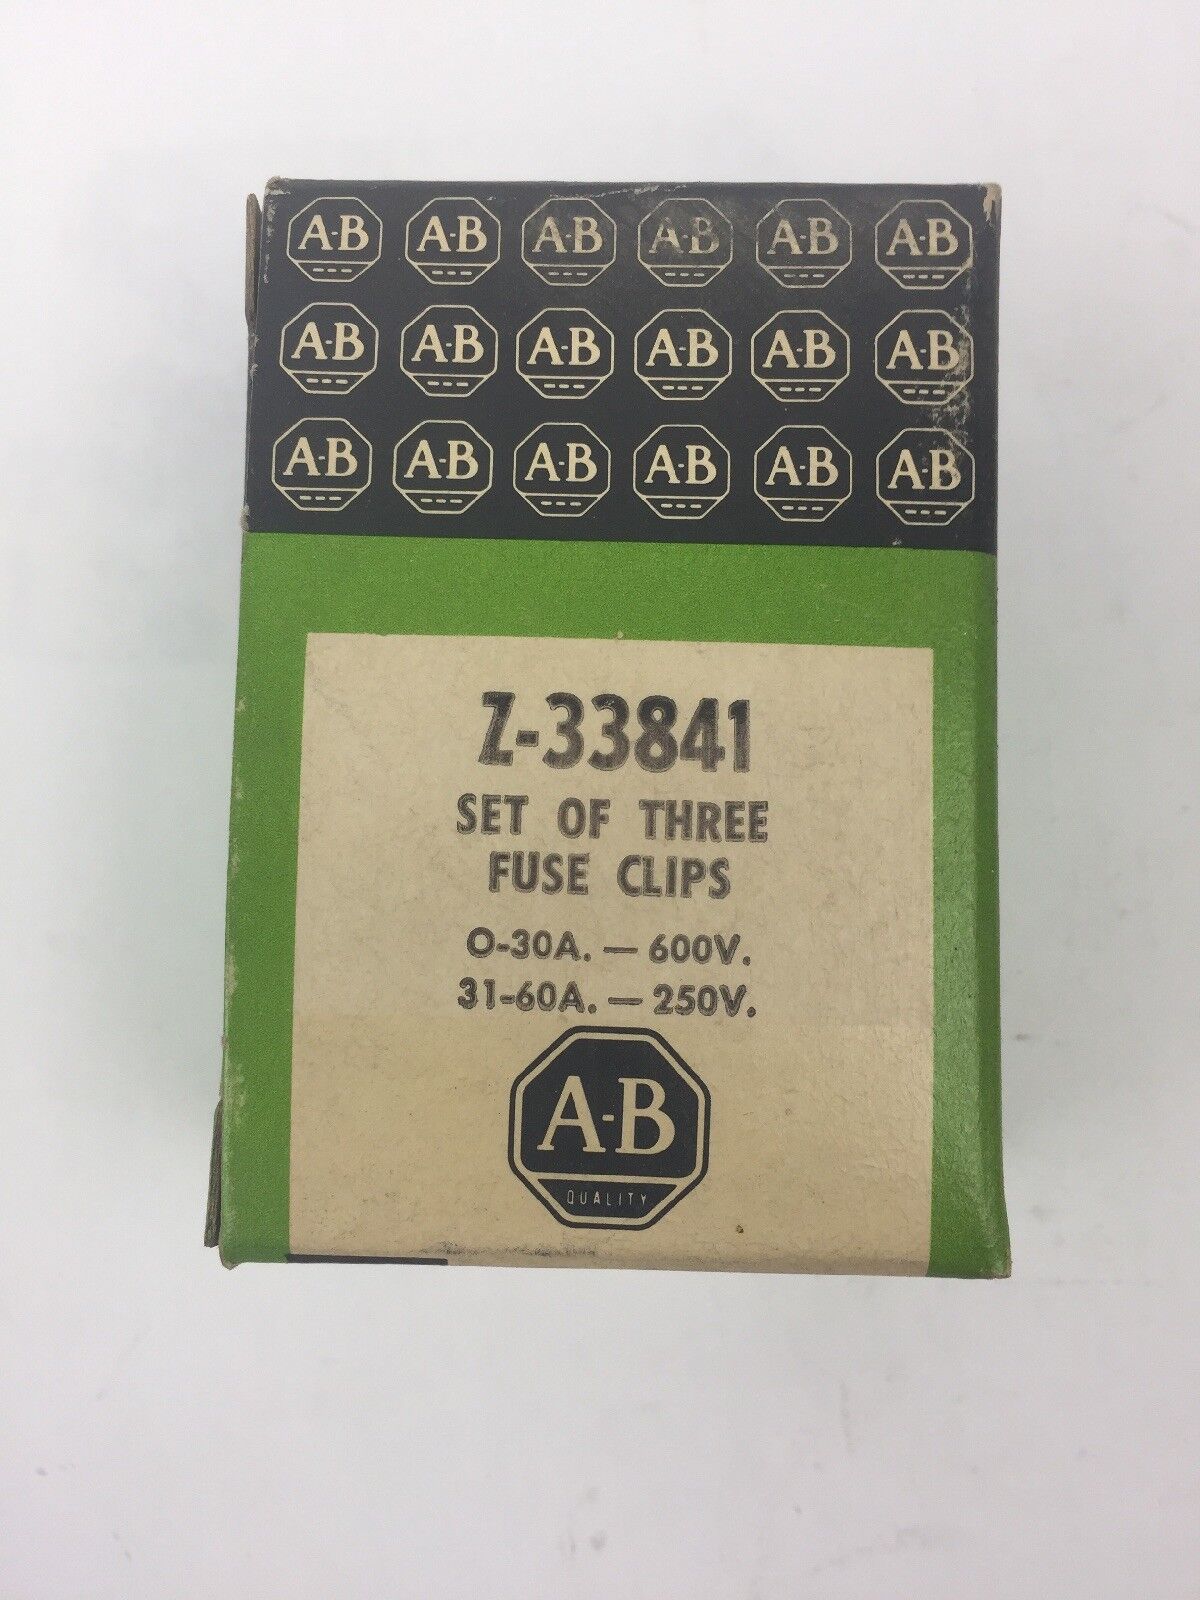 A-B A-B A-B A-B A-B A-B
A-B A-B A-B A-B A-B A-B
A-B A-B A-B A-B A-B A-B
Z-33841
SET OF THREE
FUSE CLIPS
0-30A. — 600V.
31-60A. — 250V.
A-B
QUALITY